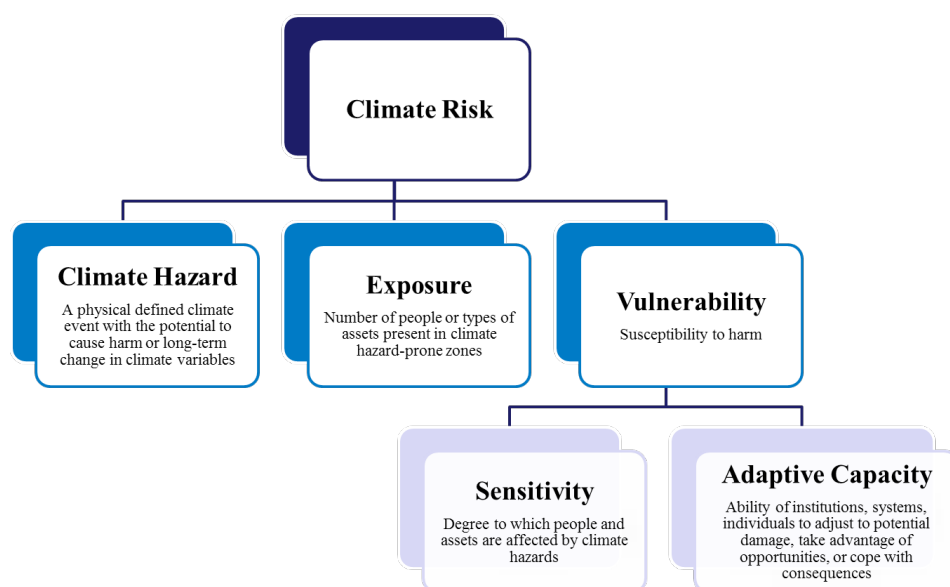 Climate Risk
Climate Hazard
A physical defined climate
event with the potential to
cause harm or long-term
change in climate variables
Exposure
Number of people or types of
assets present in climate
hazard-prone zones
Vulnerability
Susceptibility to harm
Sensitivity
Degree to which people and
assets are affected by climate
hazards
Adaptive Capacity
Ability of institutions, systems,
individuals to adjust to potential
damage, take advantage of
opportunities, or cope with
consequences